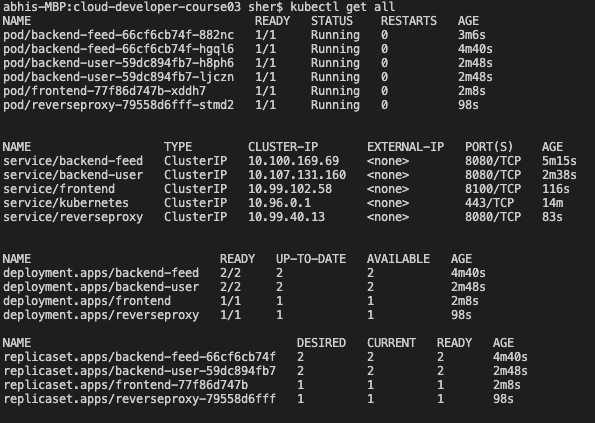 abhis-MBP:cloud-developer-course03 sher$ kubectl get all
NAME READY STATUS RESTARTS AGE
pod/backend-feed-66cf6cb74f-882nc 1/1 Running 0 3m6s
pod/backend-feed-66cf6cb74f-hgql6 1/1 Running 0 4m40s
pod/backend-user-59dc894fb7-h8ph6 1/1 Running 0 2m48s
pod/backend-user-59dc894fb7-ljczn 1/1 Running 0 2m48s
pod/frontend-77f86d747b-xddh7 1/1 Running 0 2m8s
pod/reverseproxy-79558d6fff-stmd2 1/1 Running 0 98s
NAME TYPE CLUSTER-IP EXTERNAL-IP PORT(S) AGE
service/backend-feed ClusterIP 10.100.169.69 <none> 8080/TCP 5m15s
service/backend-user ClusterIP 10.107.131.160 <none> 8080/TCP 2m38s
service/frontend ClusterIP 10.99.102.58 <none> 8100/TCP 116s
service/kubernetes ClusterIP 10.96.0.1 <none> 443/TCP 14m
service/reverseproxy ClusterIP 10.99.40.13 <none> 8080/TCP 83s
NAME READY UP-TO-DATE AVAILABLE AGE
deployment.apps/backend-feed 2/2 2 2 4m40s
deployment.apps/backend-user 2/2 2 2 2m48s
deployment.apps/frontend 1/1 1 1 2m8s
deployment.apps/reverseproxy 1/1 1 1 98s
NAME DESIRED CURRENT READY AGE
replicaset.apps/backend-feed-66cf6cb74f 2 2 2 4m40s
replicaset.apps/backend-user-59dc894fb7 2 2 2 2m48s
replicaset.apps/frontend-77f86d747b 1 1 1 2m8s
replicaset.apps/reverseproxy-79558d6fff 1 1 1 98s